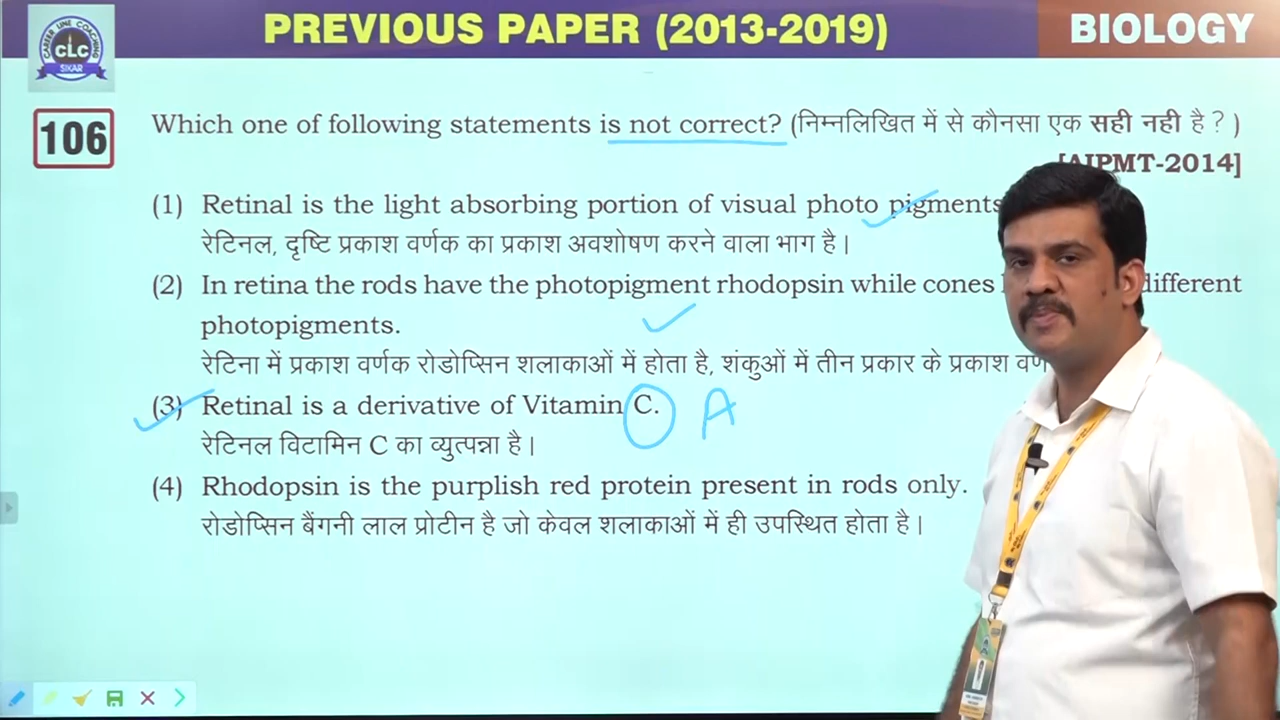 PREVIOUS PAPER (2013-2019)
BIOLOGY
CAREER LINE COACHING
CLC
SIKAR
106
Which one of following statements is not correct? (निम्नलिखित में से कौनसा एक सही नही है ? )
[AIPMT-2014]
(1) Retinal is the light absorbing portion of visual photo pigments
रेटिनल, दृष्टि प्रकाश वर्णक का प्रकाश अवशोषण करने वाला भाग है |
(2) In retina the rods have the photopigment rhodopsin while cones different
photopigments.
रेटिना में प्रकाश वर्णक रोडोप्सिन शलाकाओं में होता है, शंकुओं में तीन प्रकार के प्रकाश वर्ण
(3) Retinal is a derivative of Vitamin C. A
रेटिनल विटामिन C का व्युत्पन्ना है |
(4) Rhodopsin is the purplish red protein present in rods only.
रोडोप्सिन बैंगनी लाल प्रोटीन है जो केवल शलाकाओं में ही उपस्थित होता है |